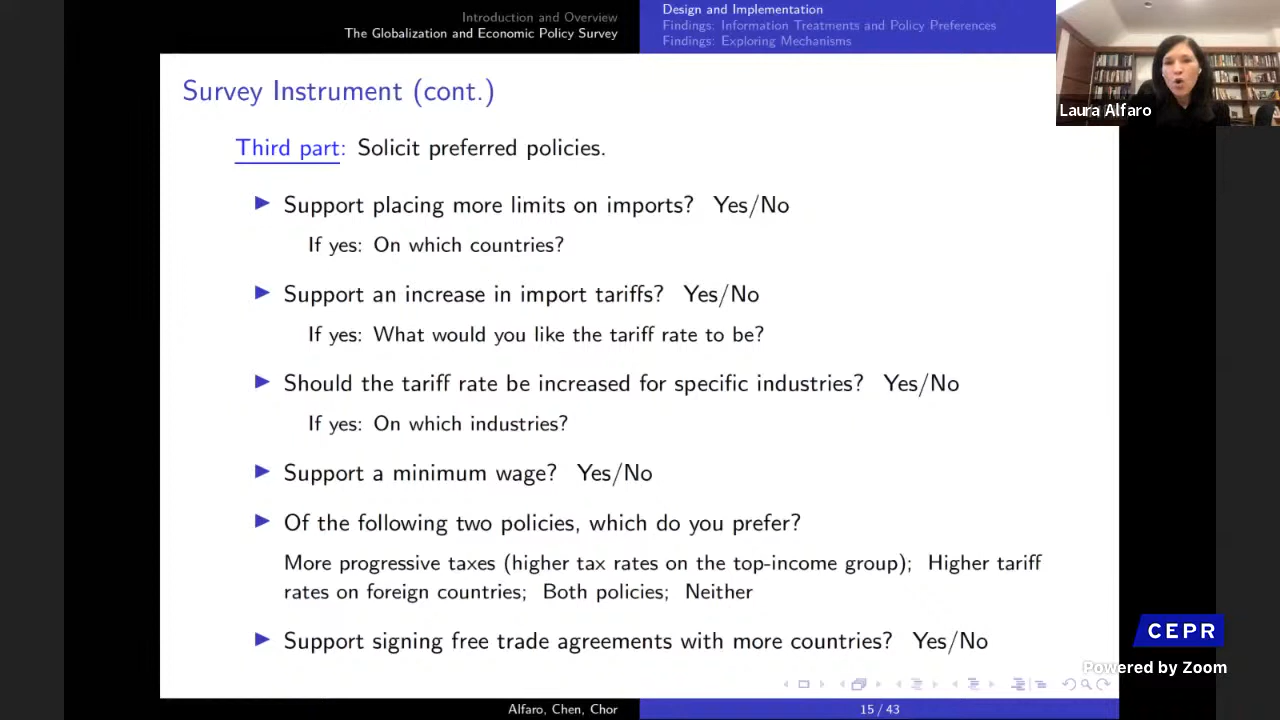 Introduction and Overview
The Globalization and Economic Policy Survey
Design and Implementation
Findings: Information Treatments and Policy Preferences
Findings: Exploring Mechanisms
Laura Alfaro
Survey Instrument (cont.)
Third part: Solicit preferred policies.
Support placing more limits on imports? Yes/No
If yes: On which countries?
Support an increase in import tariffs? Yes/No
If yes: What would you like the tariff rate to be?
Should the tariff rate be increased for specific industries? Yes/No
If yes: On which industries?
Support a minimum wage? Yes/No
Of the following two policies, which do you prefer?
More progressive taxes (higher tax rates on the top-income group); Higher tariff
rates on foreign countries; Both policies; Neither
Support signing free trade agreements with more countries? Yes/No
CEPR
Powered by Zoom
Alfaro, Chen, Chor
15 / 43